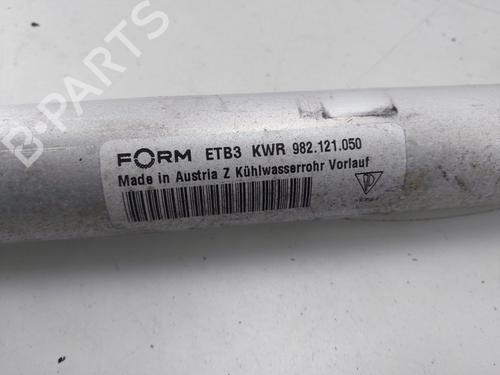 FORM ETB3 KWR 982.121.050
Made in Austria Z Kühlwasserrohr Vorlauf
B-PARTS